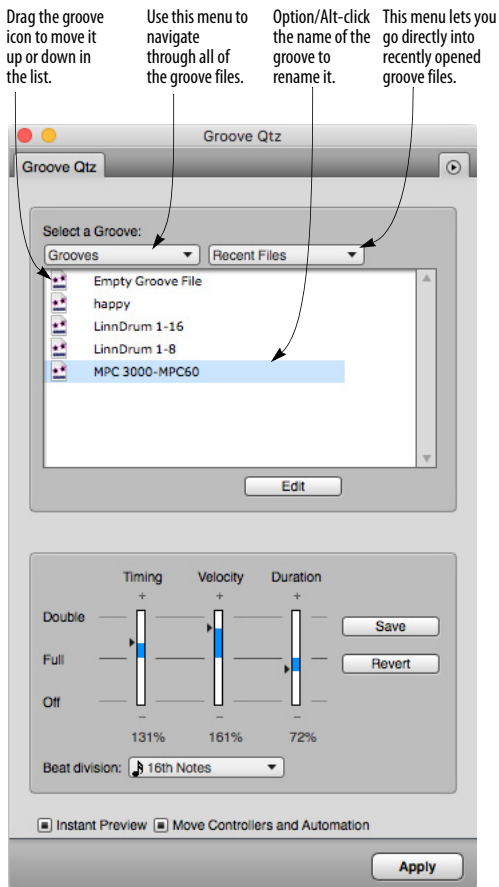 Drag the groove
icon to move it
up or down in
the list.
Use this menu to
navigate
through all of
the groove files.
Option/Alt-click
the name of the
groove to
rename it.
This menu lets you
go directly into
recently opened
groove files.
Groove Qtz
Groove Qtz
Select a Groove:
Grooves
Recent Files
Empty Groove File
happy
LinnDrum 1-16
LinnDrum 1-8
MPC 3000-MPC60
Edit
Timing Velocity Duration
+ + +
Double
Save
Full
Revert
Off
– – –
131% 161% 72%
Beat division: 16th Notes
Instant Preview Move Controllers and Automation
Apply